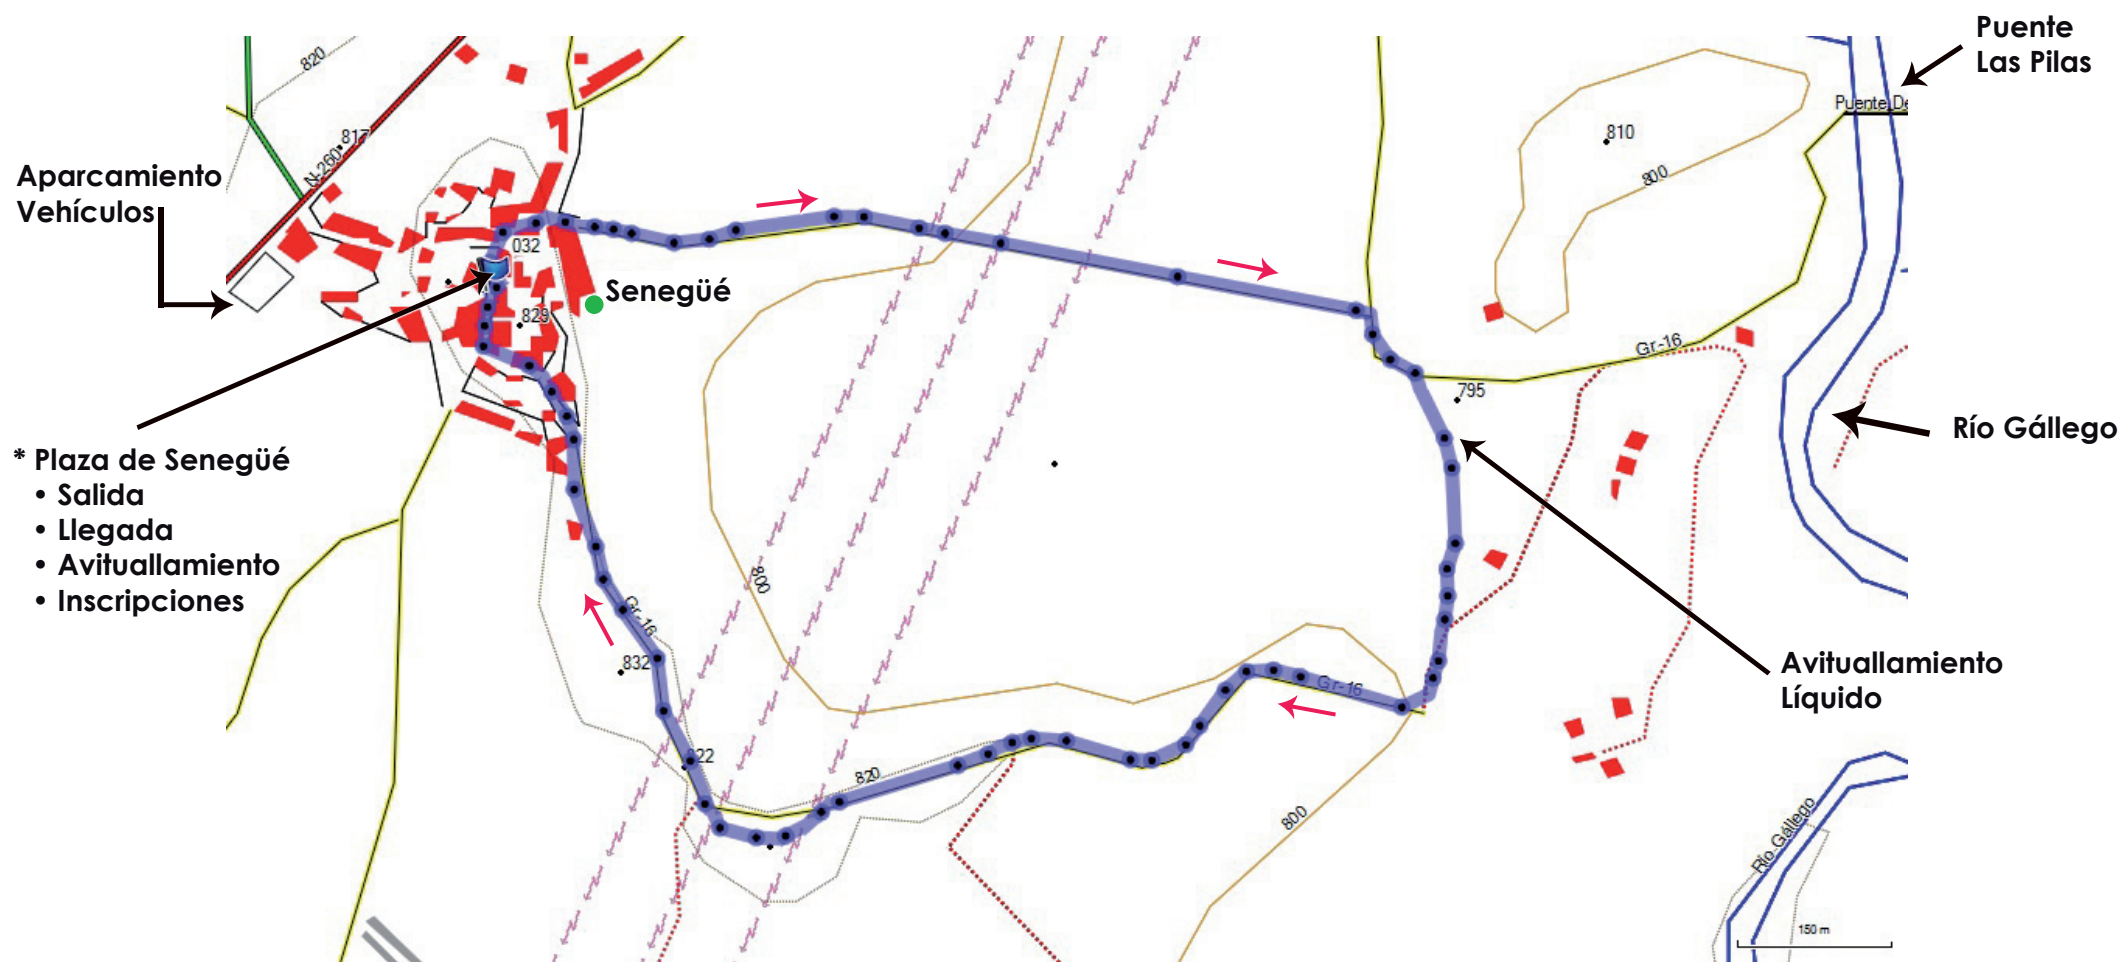 Puente
Las Pilas
820
Puente De
817
N-260
810
Aparcamiento
Vehículos
800
032
Senegüé
823
Gr-16
795
Río Gállego
* Plaza de Senegüé
• Salida
• Llegada
• Avituallamiento
• Inscripciones
800
Gr-16
832
Avituallamiento
Líquido
Gr-16
822
820
800
Río Gállego
150 m